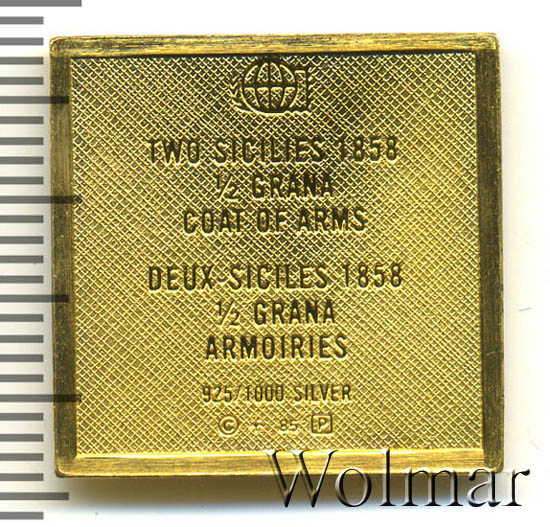 TWO SICILIES 1858
1/2 GRANA
COAT OF ARMS
DEUX-SICILES 1858
1/2 GRANA
ARMOIRIES
925/1000 SILVER
© 85 P
Wolmar